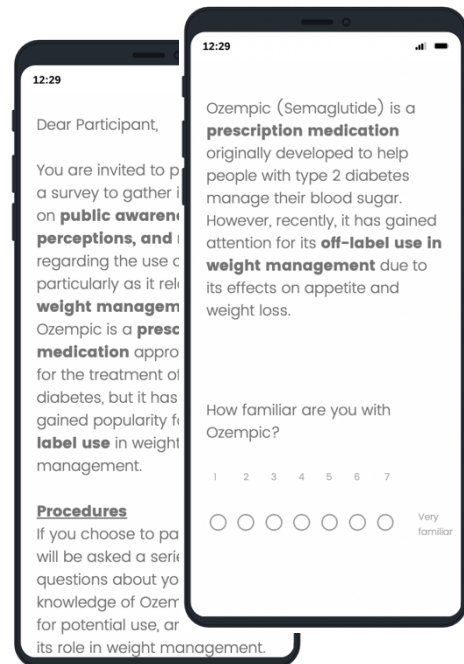 12:29
Dear Participant,
You are invited to p
a survey to gather i
on public awaren
perceptions, and
regarding the use o
particularly as it rel
weight managem
Ozempic is a presc
medication appro
for the treatment of
diabetes, but it has
gained popularity f
label use in weight
management.
Procedures
If you choose to pa
will be asked a serie
questions about yo
knowledge of Ozem
for potential use, an
its role in weight management.
12:29
Ozempic (Semaglutide) is a
prescription medication
originally developed to help
people with type 2 diabetes
manage their blood sugar.
However, recently, it has gained
attention for its off-label use in
weight management due to
its effects on appetite and
weight loss.
How familiar are you with
Ozempic?
1 2 3 4 5 6 7
Very
familiar